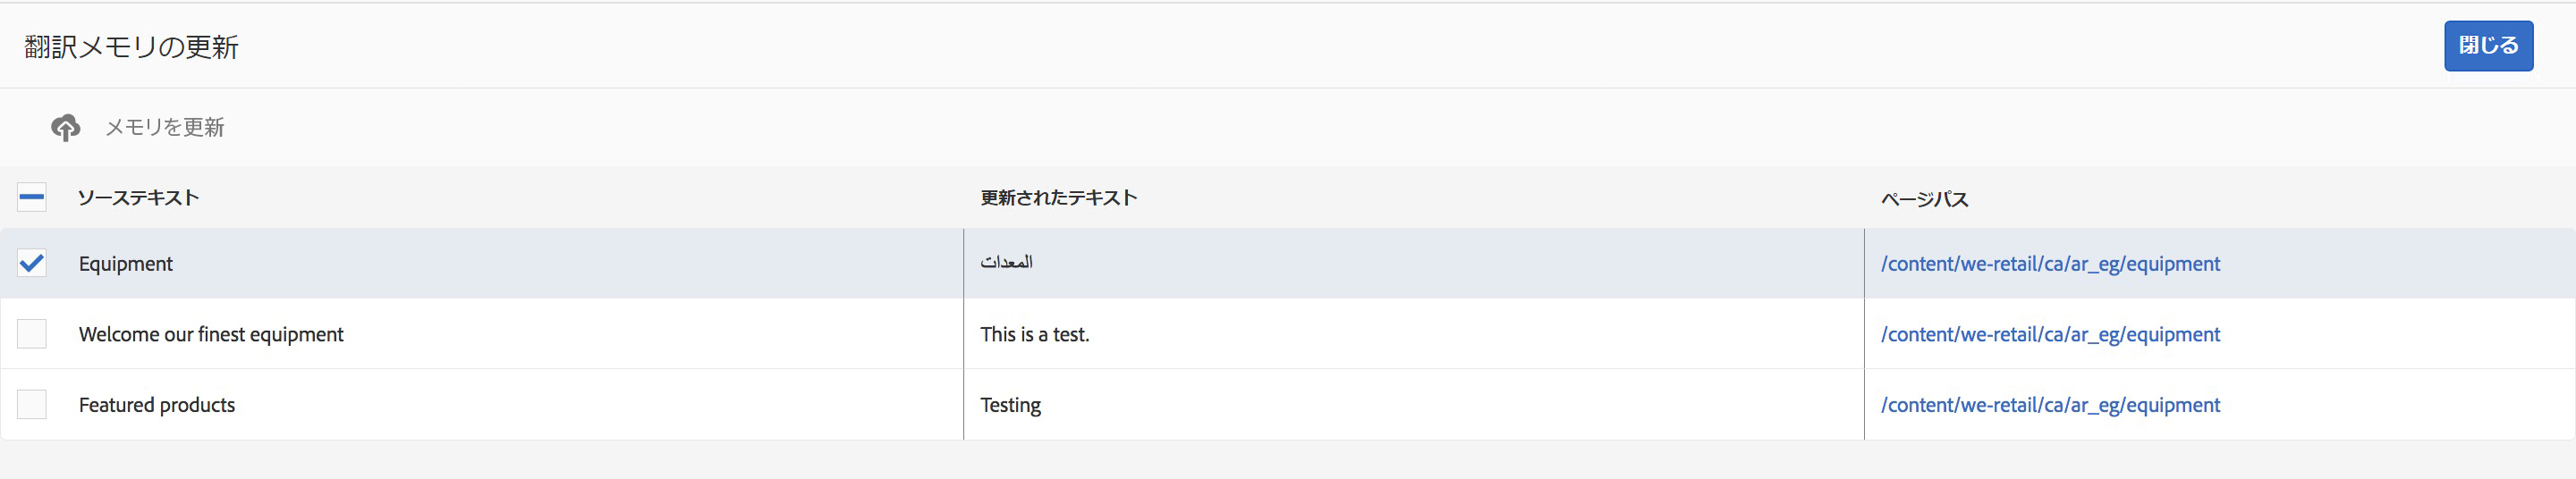 翻訳メモリの更新
閉じる
メモリを更新
ソーステキスト 更新されたテキスト ページパス
Equipment المعدات /content/we-retail/ca/ar_eg/equipment
Welcome our finest equipment This is a test. /content/we-retail/ca/ar_eg/equipment
Featured products Testing /content/we-retail/ca/ar_eg/equipment